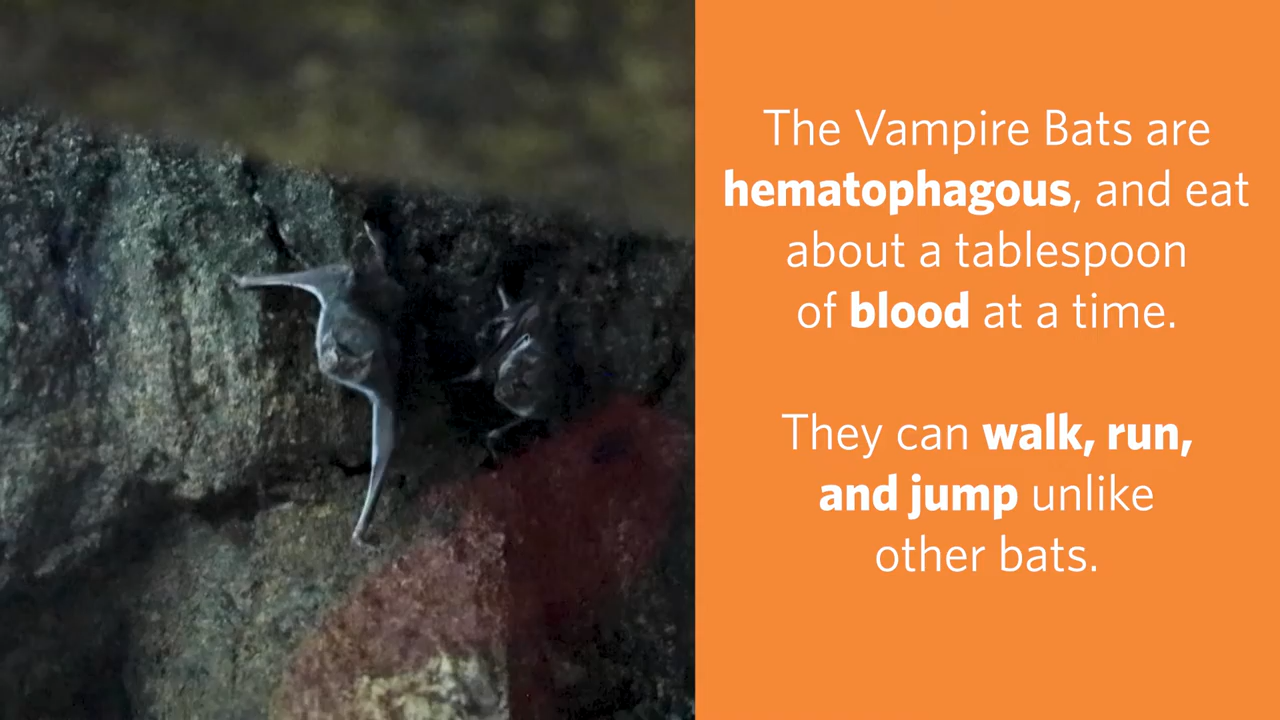 The Vampire Bats are
hematophagous, and eat
about a tablespoon
of blood at a time.
They can walk, run,
and jump unlike
other bats.